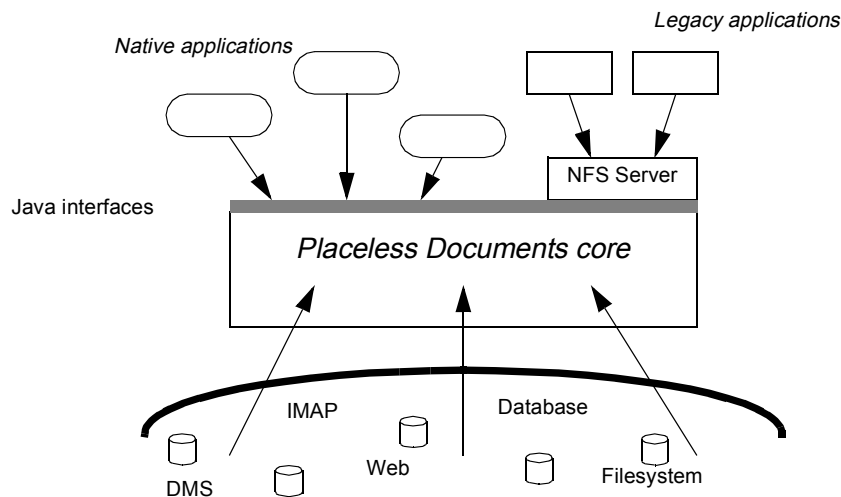 Native applications
Legacy applications
NFS Server
Java interfaces
Placeless Documents core
IMAP
Database
Web
Filesystem
DMS